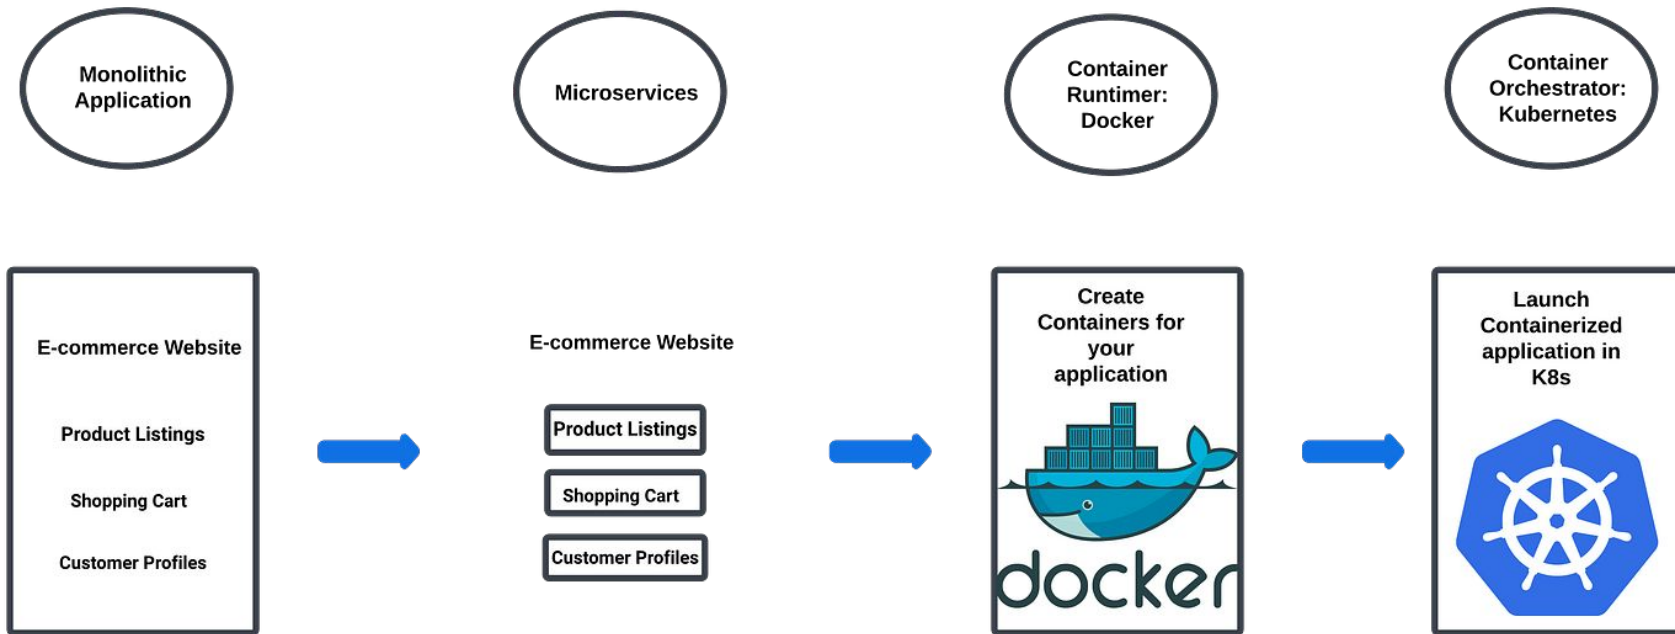 Monolithic
Application
Microservices
Container
Runtimer:
Docker
Container
Orchestrator:
Kubernetes
E-commerce Website
Product Listings
Shopping Cart
Customer Profiles
E-commerce Website
Product Listings
Shopping Cart
Customer Profiles
Create
Containers for
your
application
docker
Launch
Containerized
application in
K8s